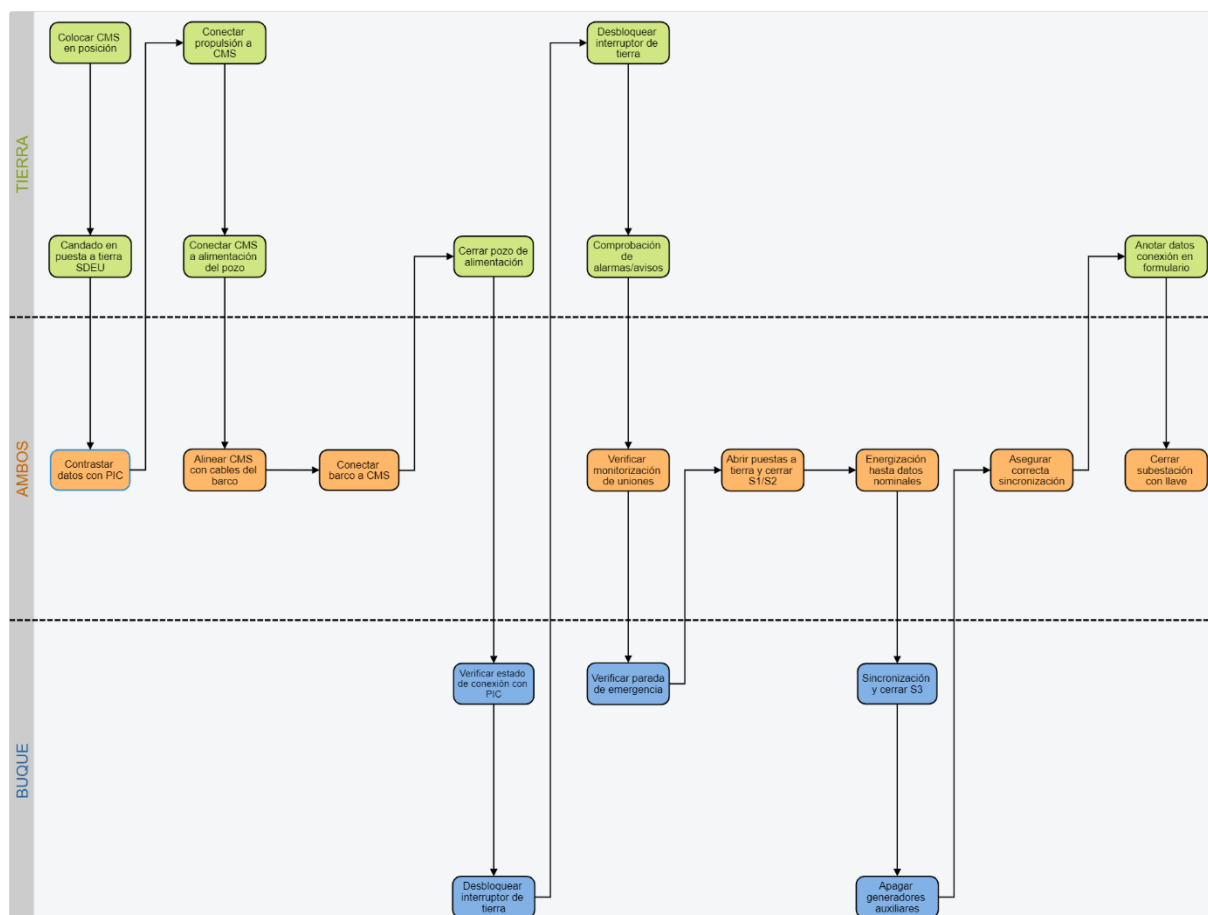 TIERRA
Colocar CMS
en posición
Candado en
puesta a tierra
SDEU
Conectar
propulsión a
CMS
Conectar CMS
a alimentación
del pozo
Cerrar pozo de
alimentación
Desbloquear
interruptor de
tierra
Comprobación
de
alarmas/avisos
Anotar datos
conexión en
formulario
AMBOS
Contrastar
datos con PIC
Alinear CMS
con cables del
barco
Conectar
barco a CMS
Verificar
monitorización
de uniones
Abrir puestas a
tierra y cerrar
S1/S2
Energización
hasta datos
nominales
Asegurar
correcta
sincronización
Cerrar
subestación
con llave
BUQUE
Verificar estado
de conexión con
PIC
Desbloquear
interruptor de
tierra
Verificar parada
de emergencia
Sincronización
y cerrar S3
Apagar
generadores
auxiliares